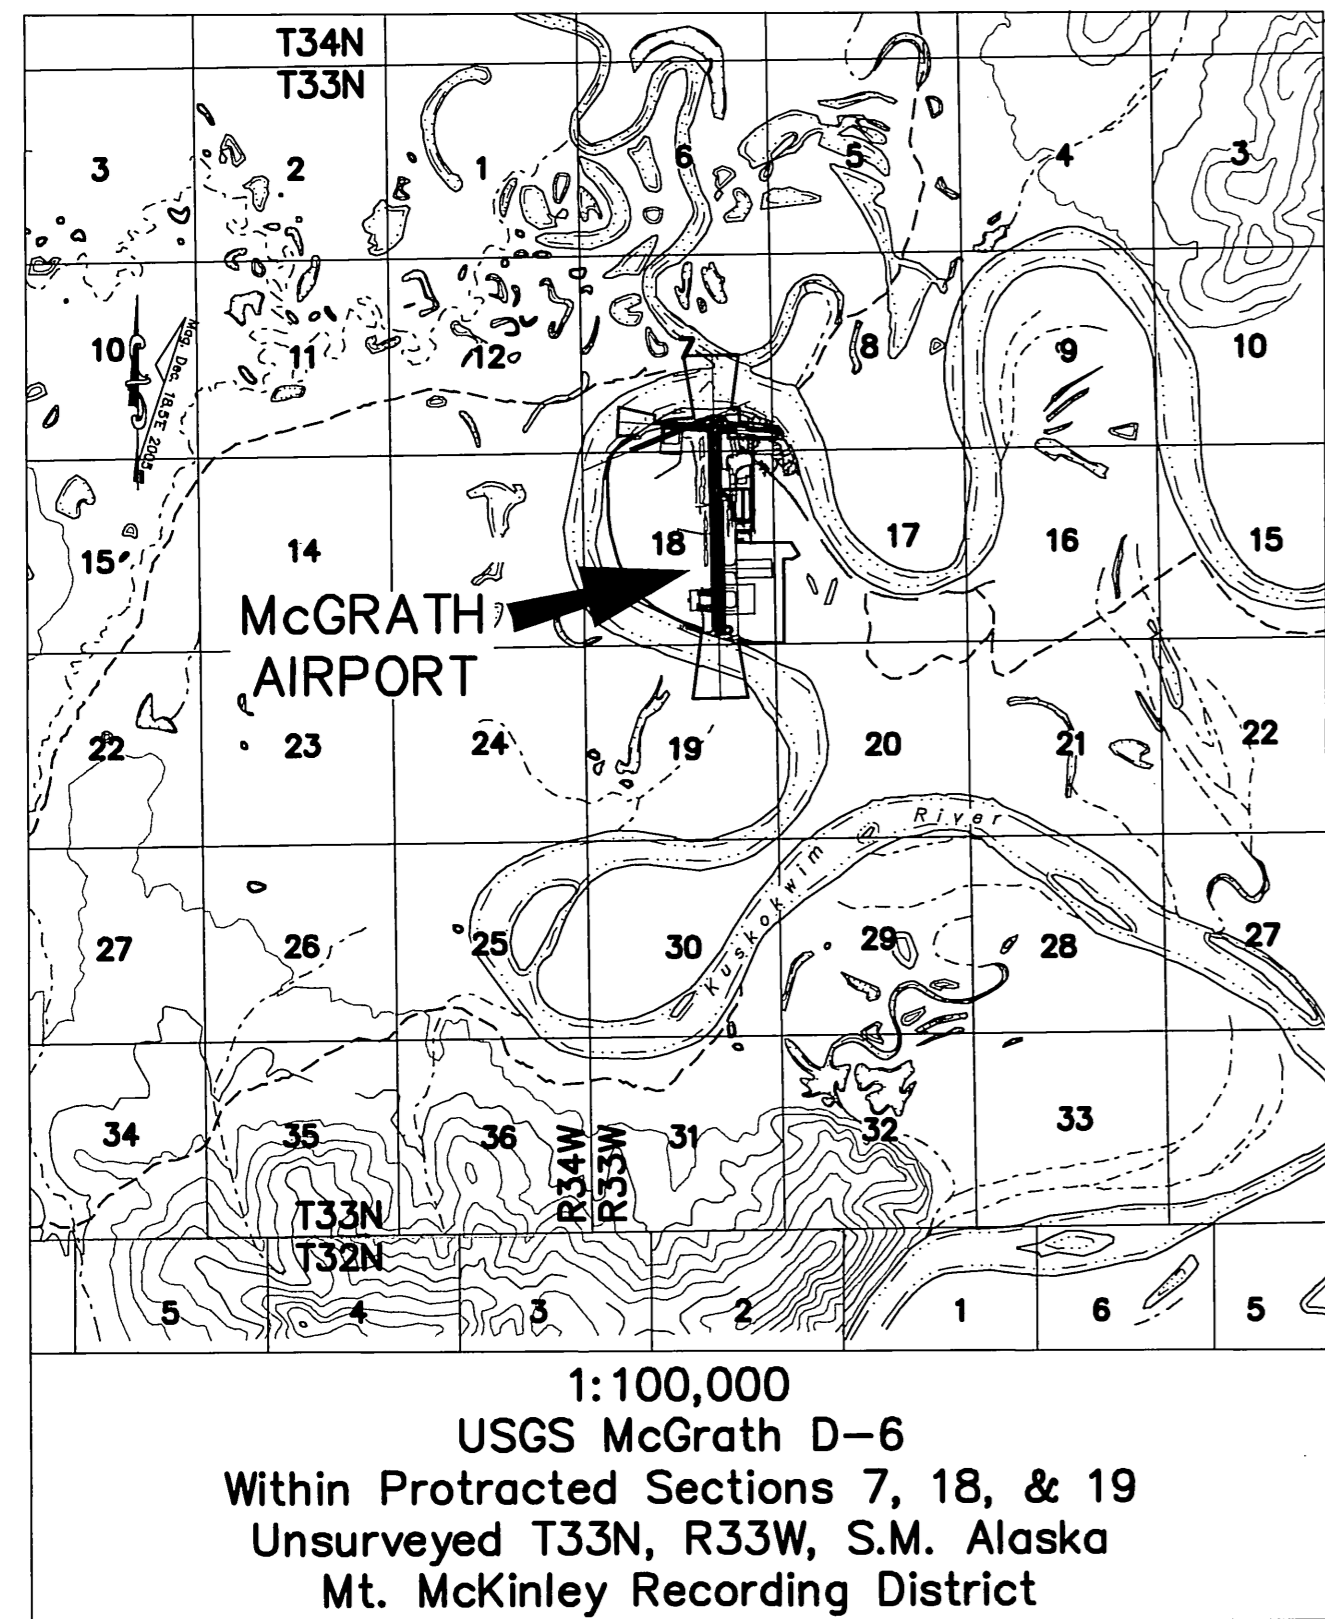 T34N
T33N
3 2 1 6 5 4 3
10 11 12 7 8 9 10
Mag. Dec. 18.5E 2005
15 14 18 17 16 15
McGRATH
AIRPORT
22 23 24 19 20 21 22
Kuskokwim River
27 26 25 30 29 28 27
34 35 36 31 32 33
R34W
R33W
T33N
T32N
5 4 3 2 1 6 5
1:100,000
USGS McGrath D-6
Within Protracted Sections 7, 18, & 19
Unsurveyed T33N, R33W, S.M. Alaska
Mt. McKinley Recording District